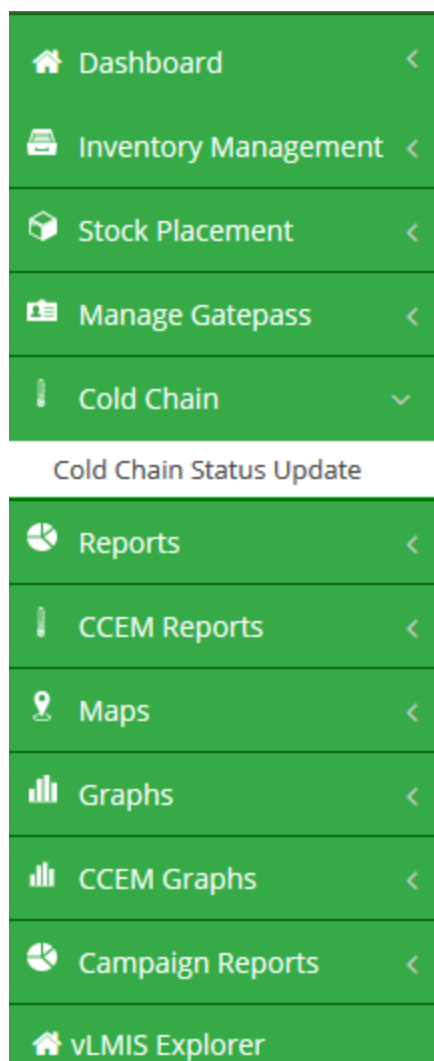 Dashboard
Inventory Management
Stock Placement
Manage Gatepass
Cold Chain
Cold Chain Status Update
Reports
CCEM Reports
Maps
Graphs
CCEM Graphs
Campaign Reports
vLMIS Explorer